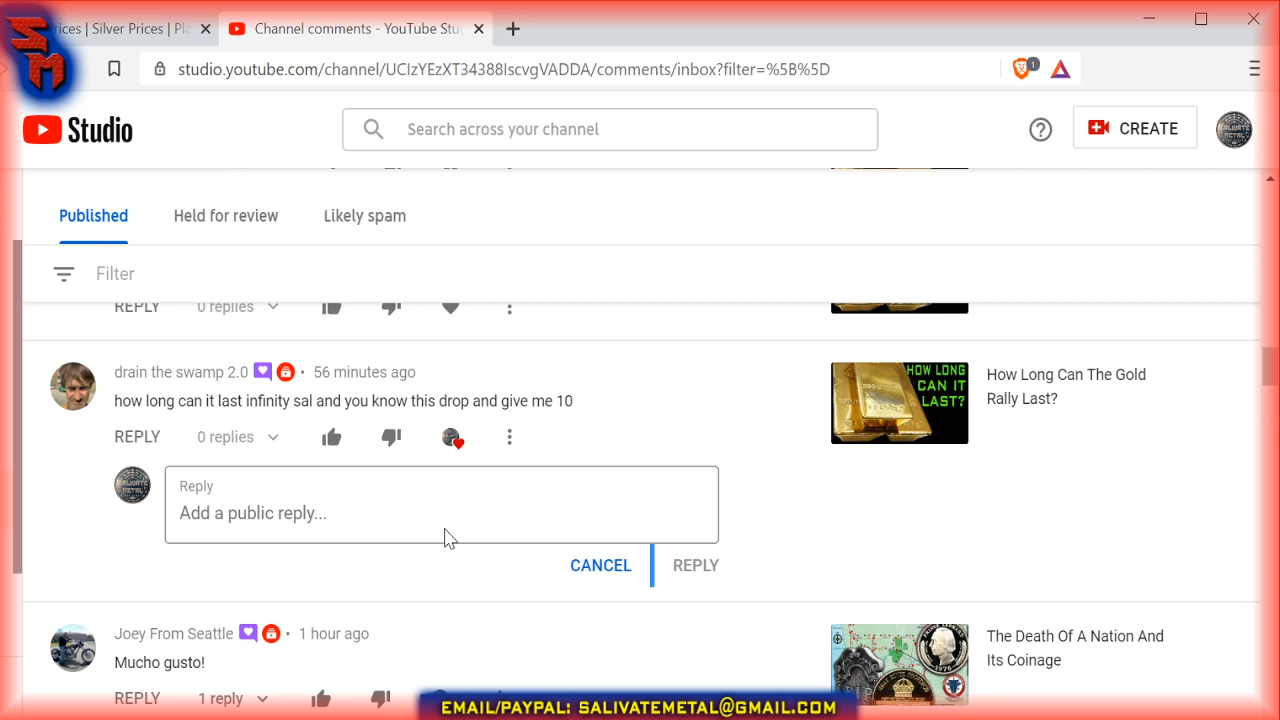 SM
rices | Silver Prices | Pla
Channel comments - YouTube Stu
studio.youtube.com/channel/UCIzYEzXT34388IscvgVADDA/comments/inbox?filter=%5B%5D
1
Studio
Search across your channel
CREATE
Published
Held for review
Likely spam
Filter
REPLY
0 replies
drain the swamp 2.0
• 56 minutes ago
how long can it last infinity sal and you know this drop and give me 10
HOW LONG
CAN IT
LAST?
How Long Can The Gold
Rally Last?
REPLY
0 replies
Reply
Add a public reply...
CANCEL
REPLY
Joey From Seattle
• 1 hour ago
Mucho gusto!
The Death Of A Nation And
Its Coinage
REPLY
1 reply
EMAIL/PAYPAL: SALIVATEMETAL@GMAIL.COM